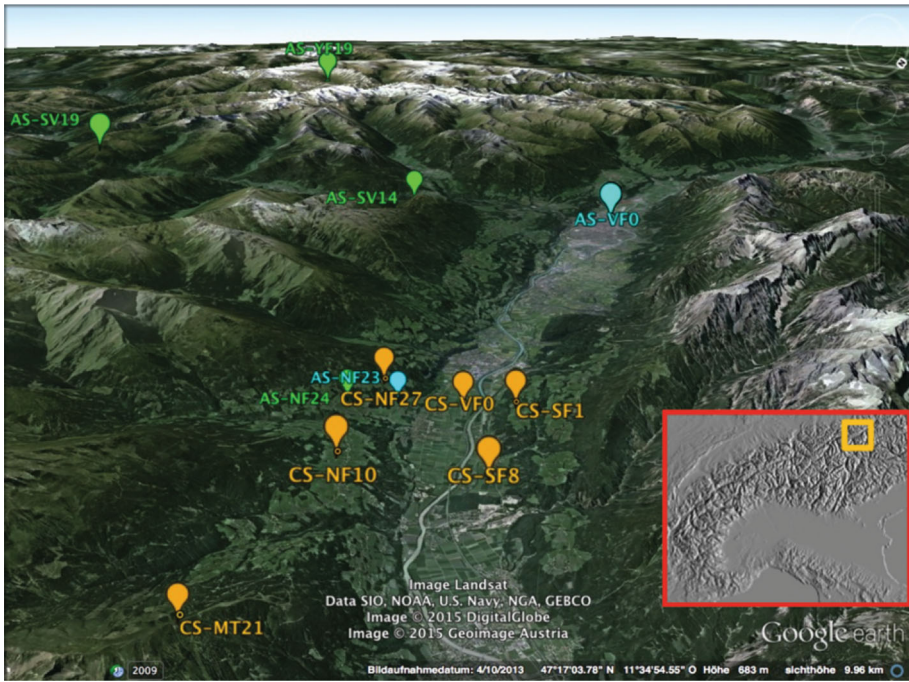 AS-YF19
AS-SV19
AS-SV14
AS-VF0
AS-NF23
AS-NF24
CS-NF27
CS-VF0
CS-SF1
CS-NF10
CS-SF8
CS-MT21
Image Landsat
Data SIO, NOAA, U.S. Navy, NGA, GEBCO
Image © 2015 DigitalGlobe
Image © 2015 Geoimage Austria
Google earth
2009
Bildaufnahmedatum: 4/10/2013 47°17'03.78" N 11°34'54.55" O Höhe 683 m sichthöhe 9.96 km